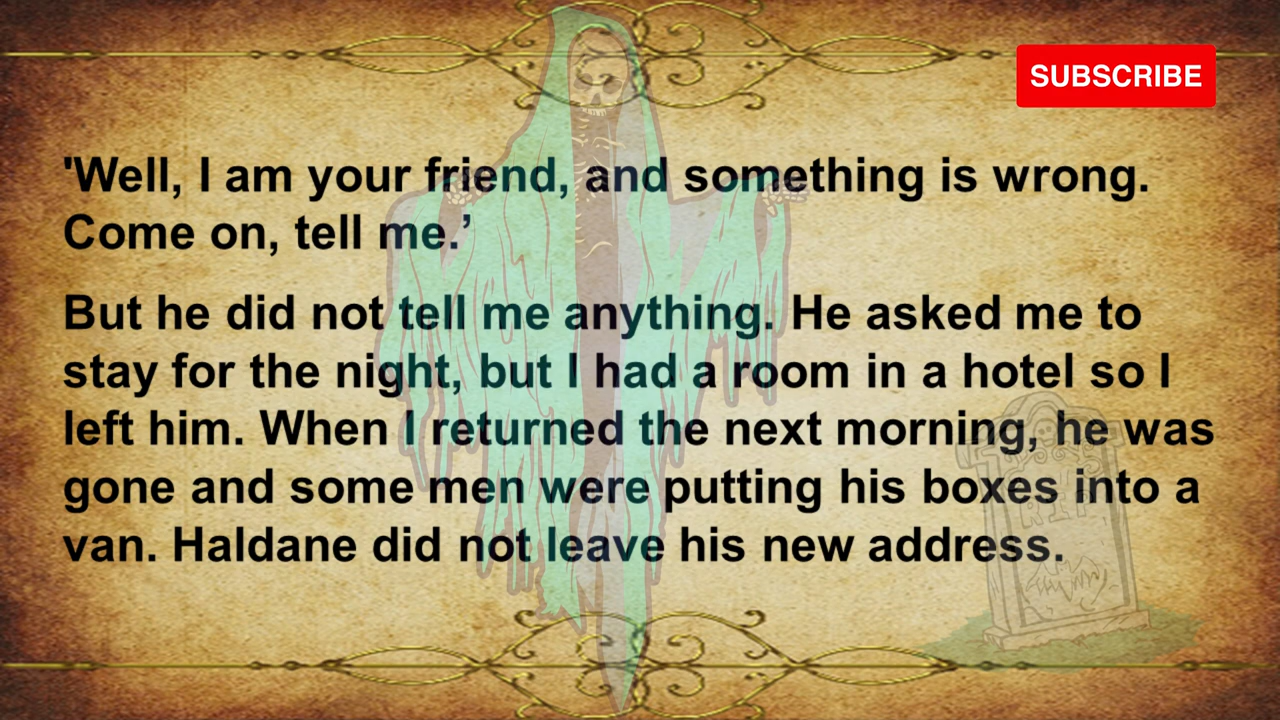 SUBSCRIBE
'Well, I am your friend, and something is wrong.
Come on, tell me.’
But he did not tell me anything. He asked me to
stay for the night, but I had a room in a hotel so I
left him. When I returned the next morning, he was
gone and some men were putting his boxes into a
van. Haldane did not leave his new address.
RIP